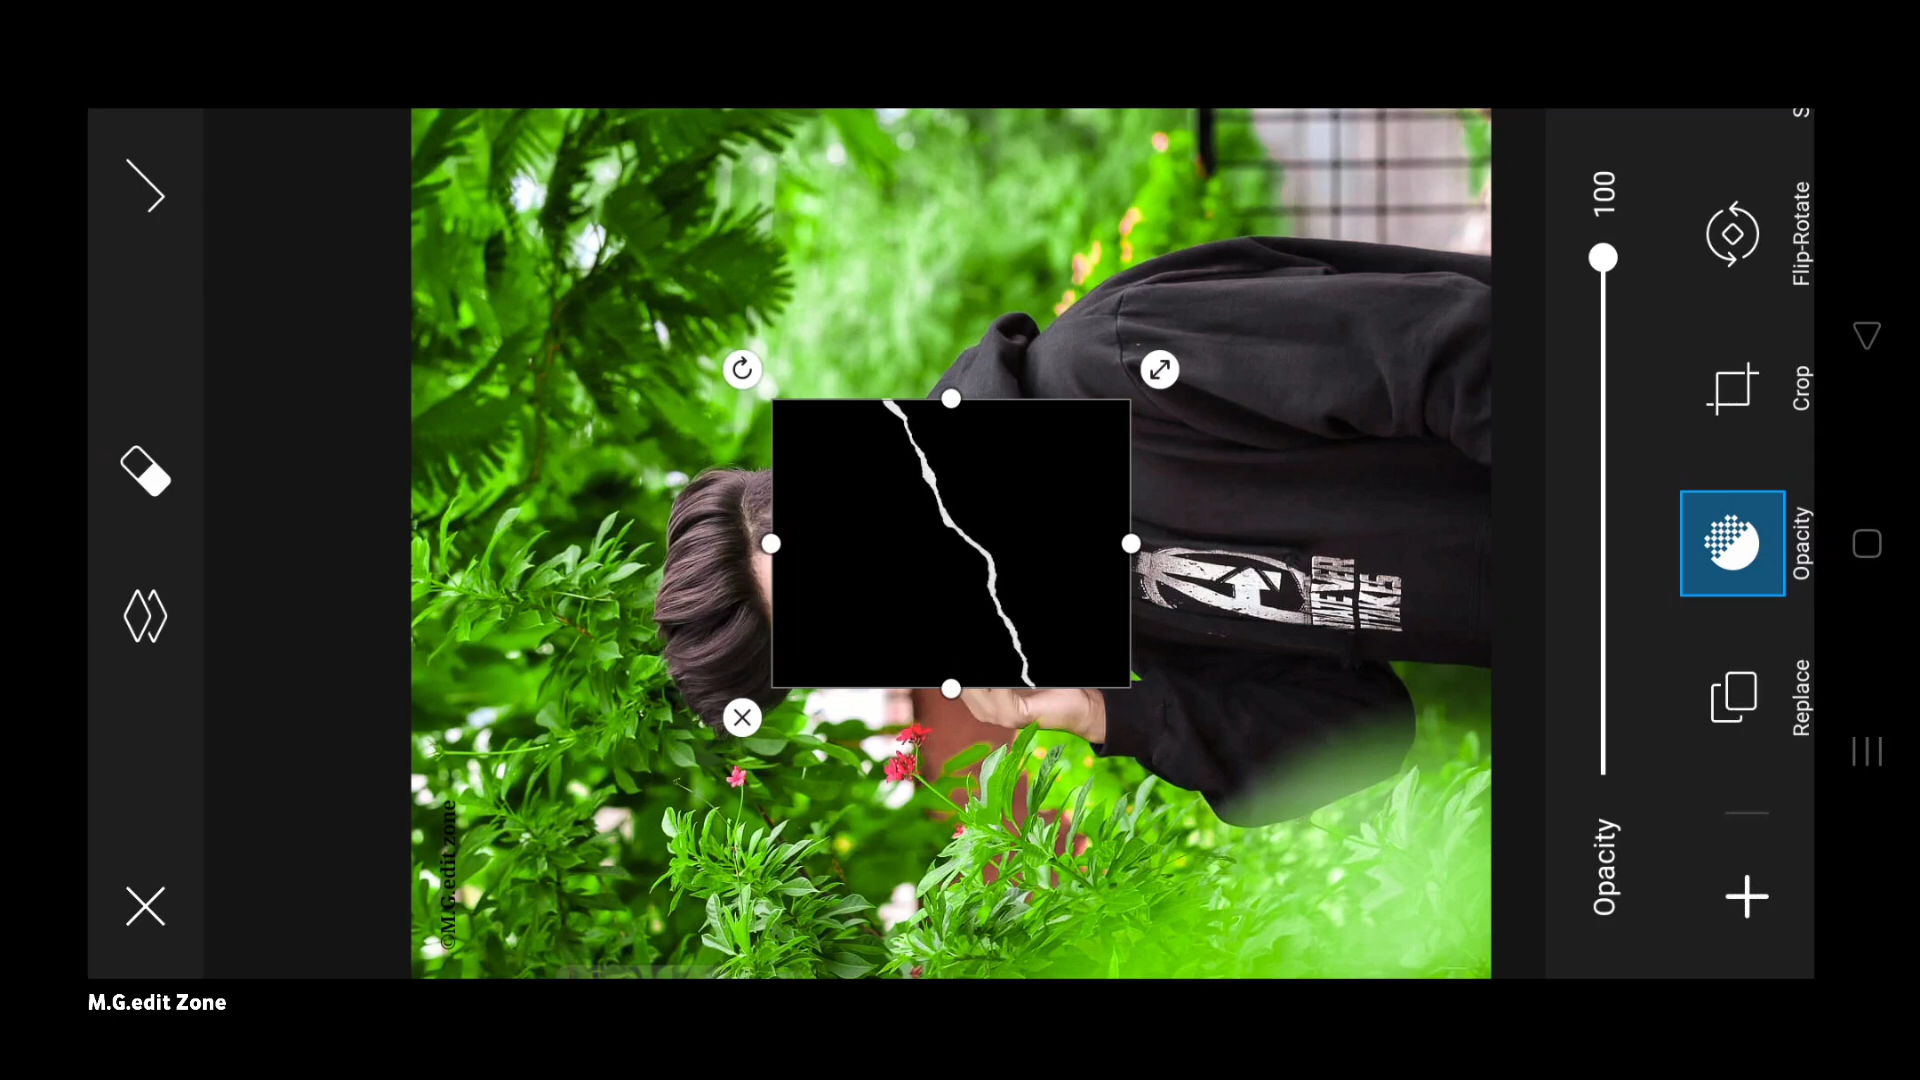 S
Flip-Rotate
Crop
Opacity
Replace
100
Opacity
©M.G.edit zone
M.G.edit Zone